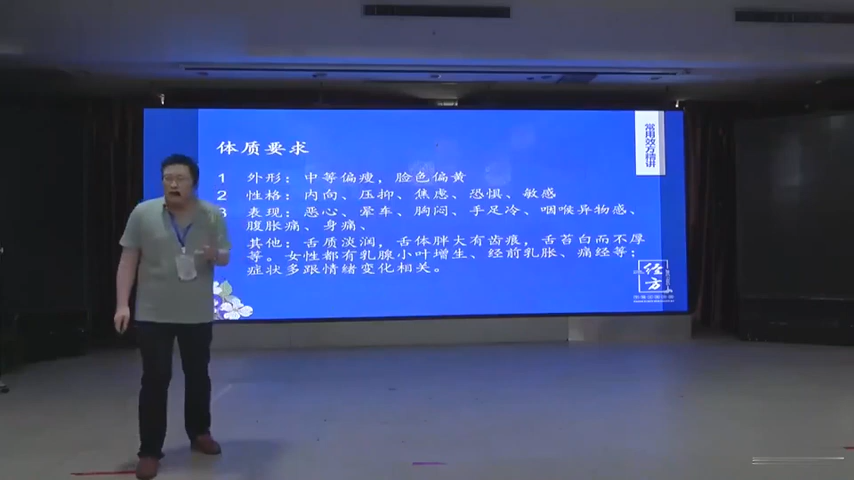 体质要求
常用效方精讲
1 外形：中等偏瘦，脸色偏黄
2 性格：内向、压抑、焦虑、恐惧、敏感
3 表现：恶心、晕车、胸闷、手足冷、咽喉异物感、
腹胀痛、身痛、
其他：舌质淡润，舌体胖大有齿痕，舌苔白而不厚
等。女性都有乳腺小叶增生、经前乳胀、痛经等；
症状多跟情绪变化相关。
经方